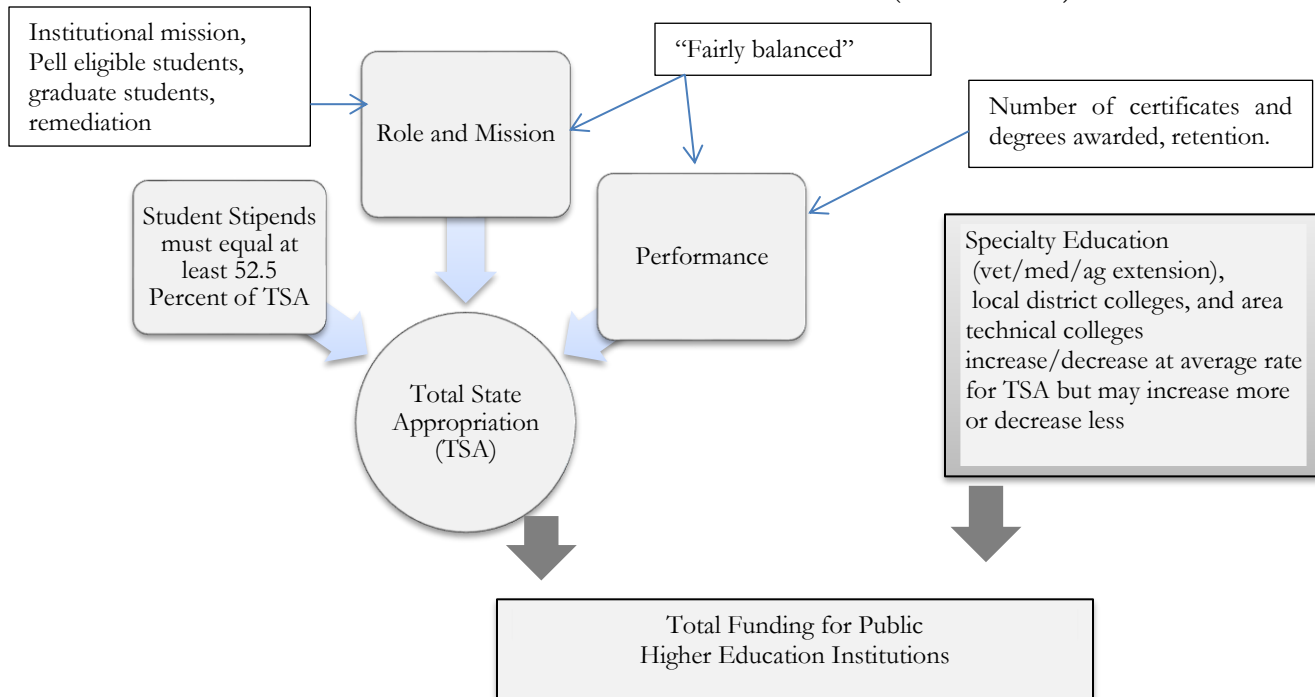 Institutional mission,
Pell eligible students,
graduate students,
remediation
“Fairly balanced”
Role and Mission
Number of certificates and
degrees awarded, retention.
Student Stipends
must equal at
least 52.5
Percent of TSA
Performance
Specialty Education
(vet/med/ag extension),
local district colleges, and area
technical colleges
increase/decrease at average rate
for TSA but may increase more
or decrease less
Total State
Appropriation
(TSA)
Total Funding for Public
Higher Education Institutions